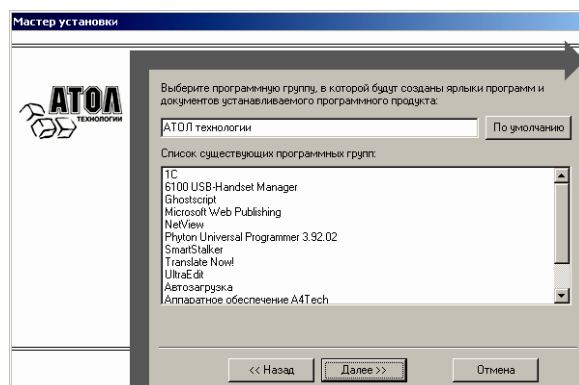 Мастер установки
АТОЛ
ТЕХНОЛОГИИ
Выберите программную группу, в которой будут созданы ярлыки программ и
документов устанавливаемого программного продукта:
АТОЛ технологии
По умолчанию
Список существующих программных групп:
1C
6100 USB-Handset Manager
Ghostscript
Microsoft Web Publishing
NetView
Phyton Universal Programmer 3.92.02
SmartStalker
Translate Now!
UltraEdit
Автозагрузка
Аппаратное обеспечение A4Tech
<< Назад
Далее >>
Отмена